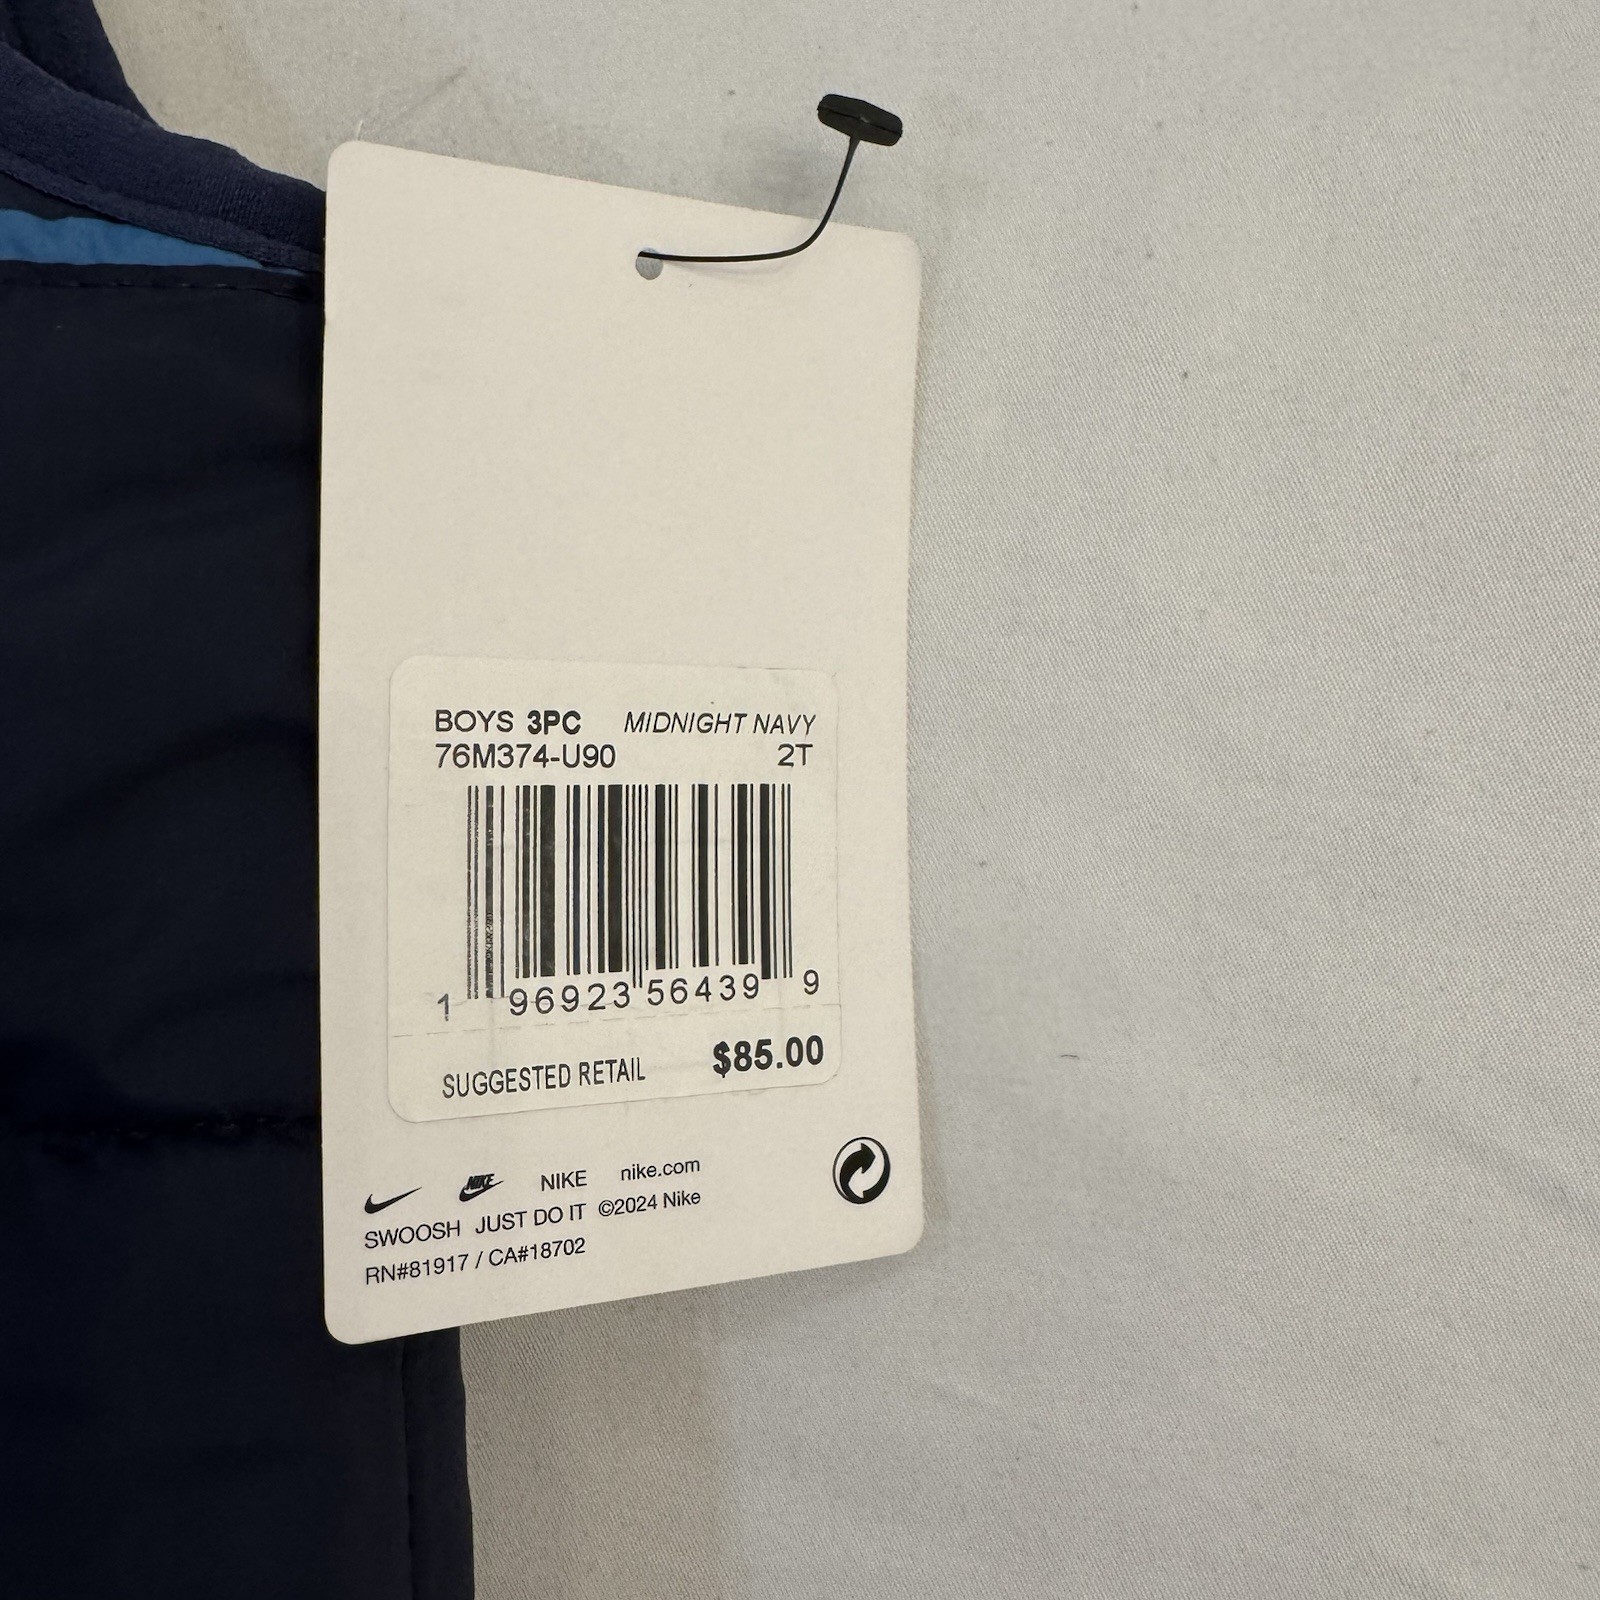 BOYS 3PC MIDNIGHT NAVY
76M374-U90 2T
1 96923 56439 9
SUGGESTED RETAIL $85.00
NIKE NIKE nike.com
SWOOSH JUST DO IT ©2024 Nike
RN#81917 / CA#18702